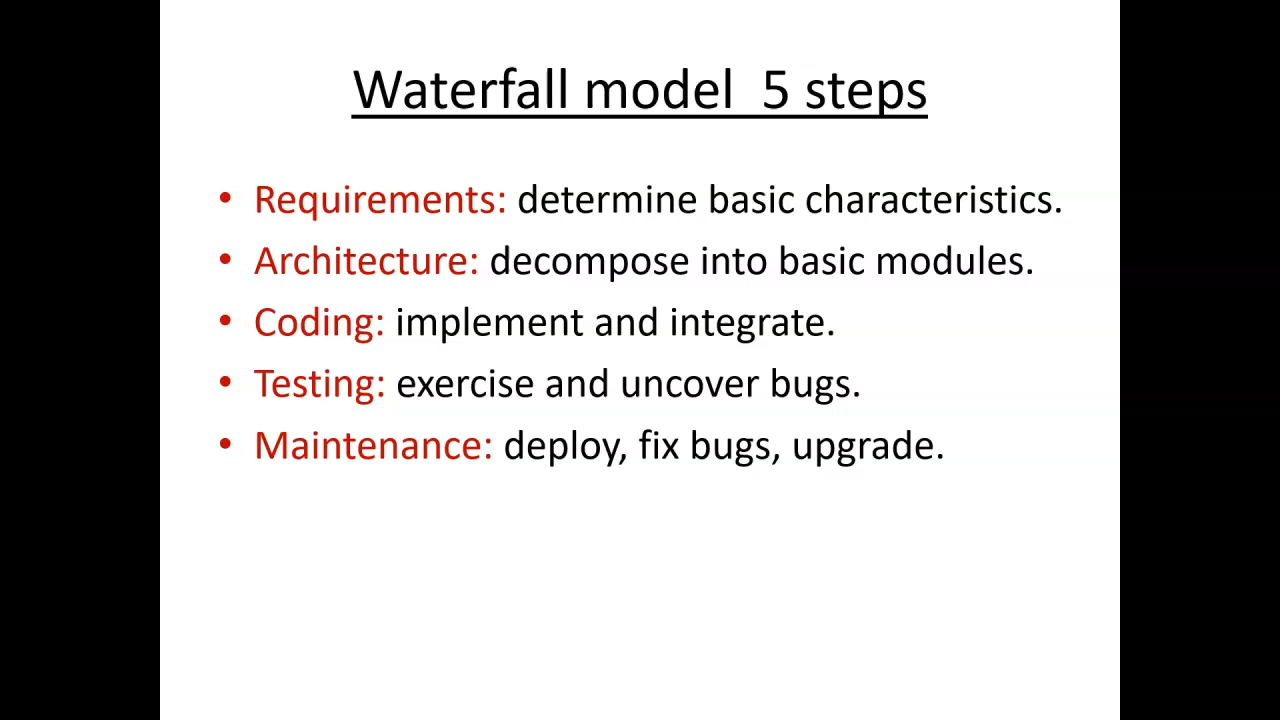 Waterfall model  5 steps
• Requirements: determine basic characteristics.
• Architecture: decompose into basic modules.
• Coding: implement and integrate.
• Testing: exercise and uncover bugs.
• Maintenance: deploy, fix bugs, upgrade.